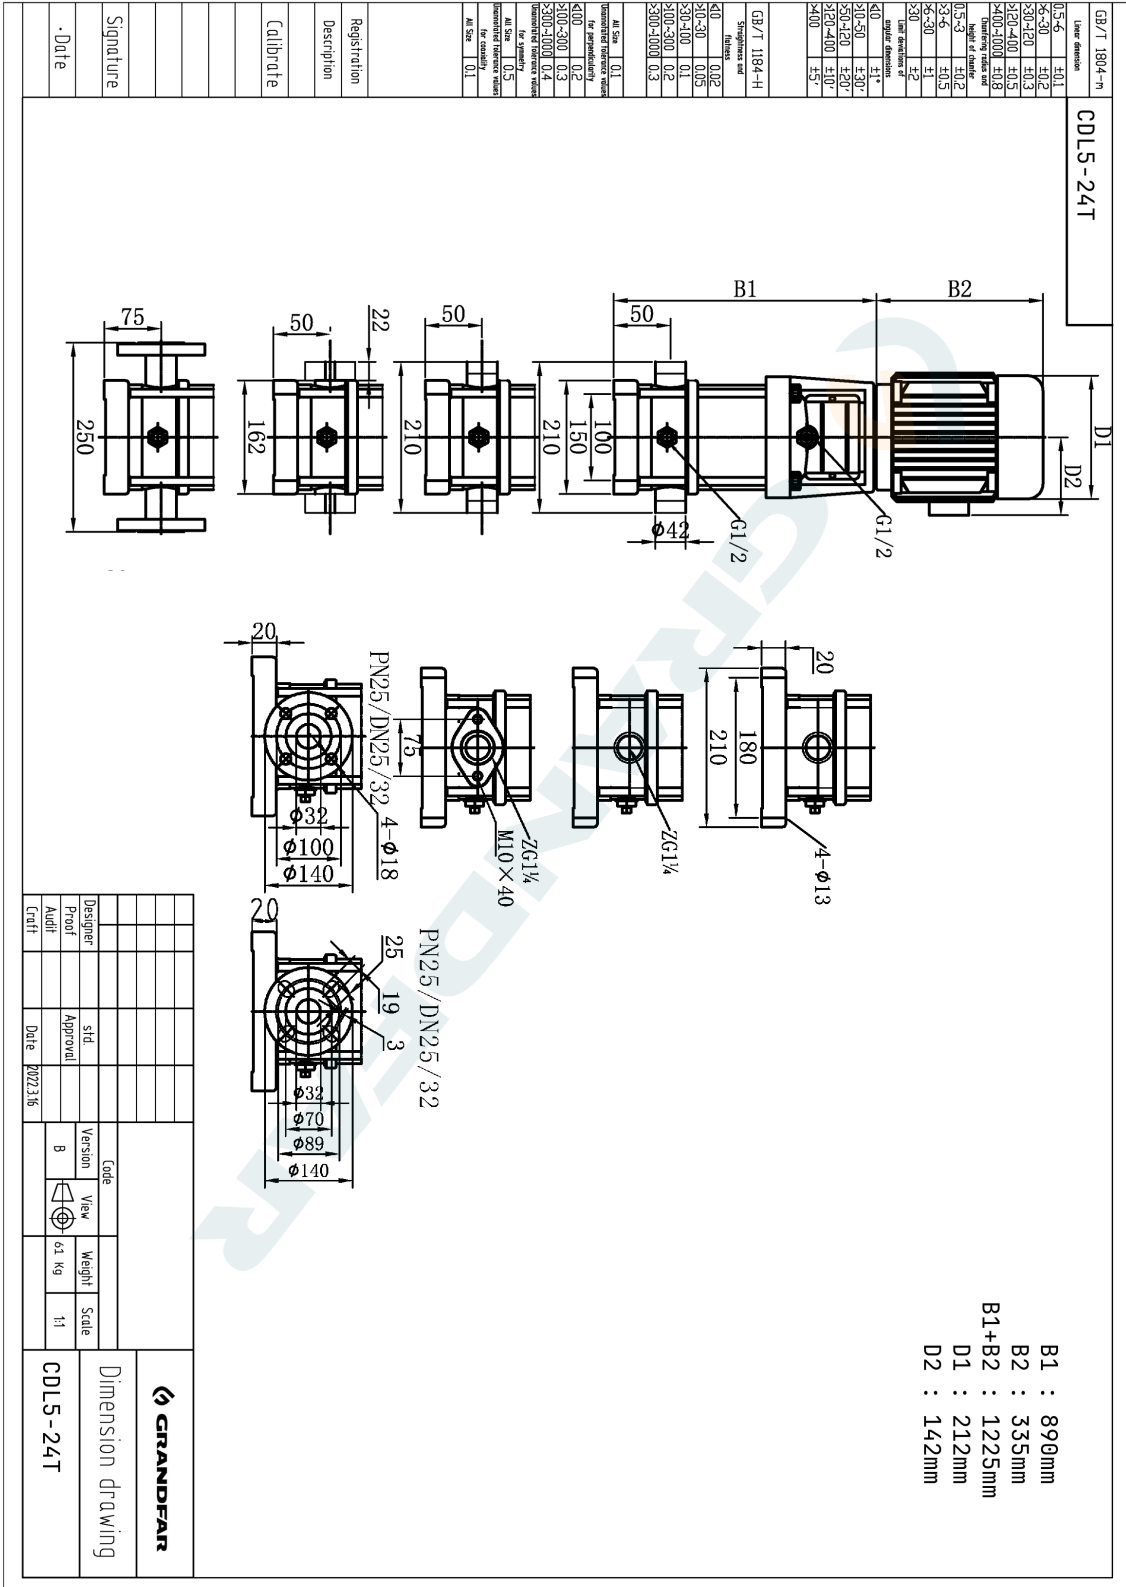 GB/T 1804-m
Linear dimension
0.5~6 ±0.1
>6~30 ±0.2
>30~120 ±0.3
>120~400 ±0.5
>400~1000 ±0.8
Chamfering radius and
height of chamfer
0.5~3 ±0.2
>3~6 ±0.5
>6~30 ±1
>30 ±2
Limit deviations of
angular dimensions
≤10 ±1°
>10~50 ±30'
>50~120 ±20'
>120~400 ±10'
>400 ±5'
GB/T 1184-H
Straightness and
flatness
≤10 0.02
>10~30 0.05
>30~100 0.1
>100~300 0.2
>300~1000 0.3
All Size 0.1
Unannotated tolerance values
for perpendicularity
≤100 0.2
>100~300 0.3
>300~1000 0.4
Unannotated tolerance values
for symmetry
All Size 0.5
Unannotated tolerance values
for coaxiality
All Size 0.1
Registration
Description
Calibrate
Signature
Date
CDL5-24T
B1
B2
D1
D2
50
100
150
210
G1/2
G1/2
ϕ42
50
210
22
50
162
75
250
20
180
210
4-ϕ13
ZG1¼
75
ZG1¼
M10×40
PN25/DN25/32
20
4-ϕ18
ϕ32
ϕ100
ϕ140
PN25/DN25/32
20
25
19
3
ϕ32
ϕ70
ϕ89
ϕ140
B1 : 890mm
B2 : 335mm
B1+B2 : 1225mm
D1 : 212mm
D2 : 142mm
GRANDFAR
Designer
Proof
Audit
Craft
std.
Approval
Date 2022.3.16
Code
Version View Weight Scale
B 61 Kg 1:1
GRANDFAR
Dimension drawing
CDL5-24T